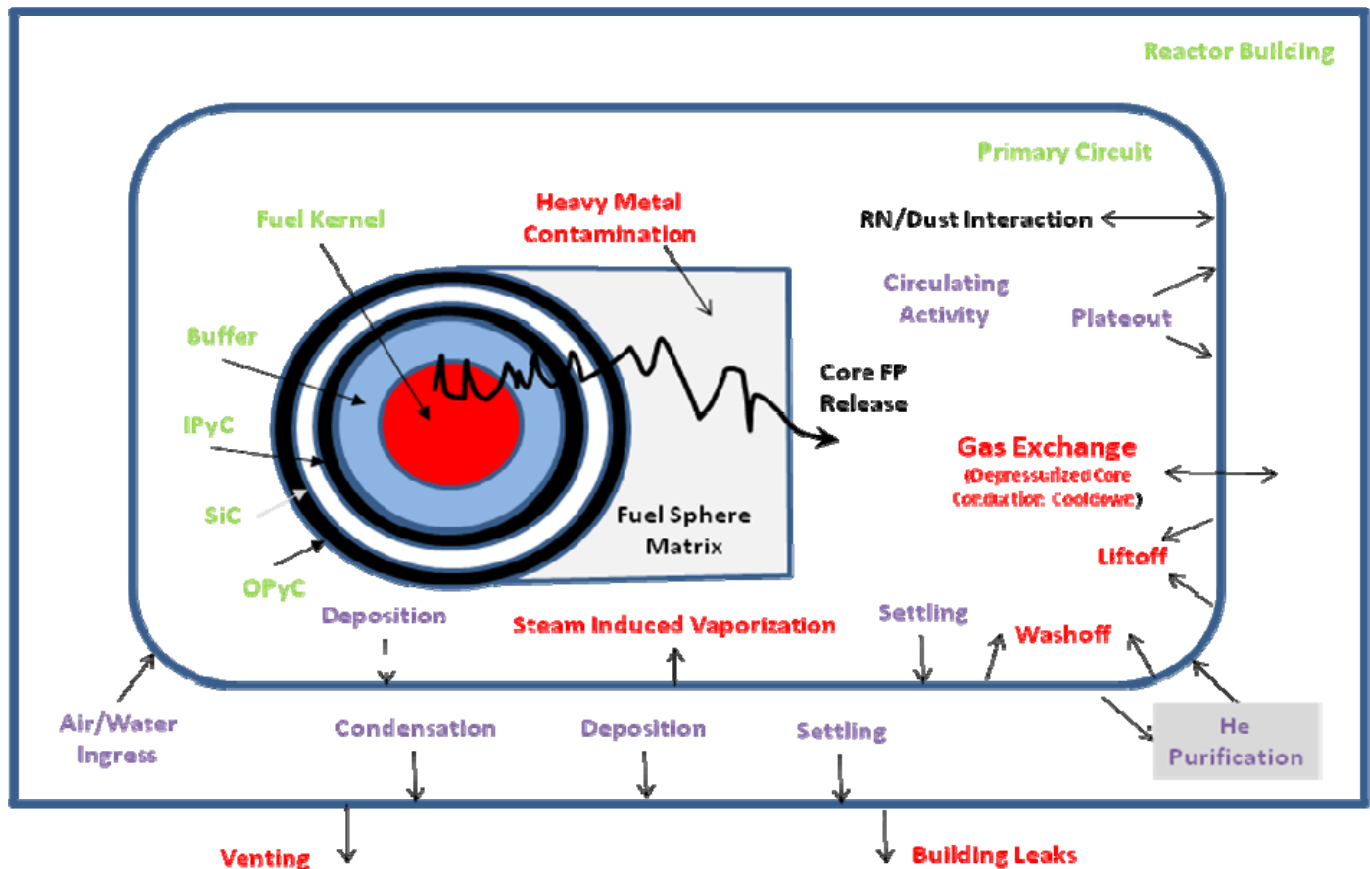 Reactor Building
Primary Circuit
Heavy Metal
Contamination
Fuel Kernel
RN/Dust Interaction
Circulating
Activity
Plateout
Buffer
Core FP
Release
IPyC
Gas Exchange
(Depressurized Core
Conduction Cooldown)
SiC
Fuel Sphere
Matrix
Liftoff
OPyC
Deposition
Steam Induced Vaporization
Settling
Washoff
Air/Water
Ingress
Condensation
Deposition
Settling
He
Purification
Venting
Building Leaks